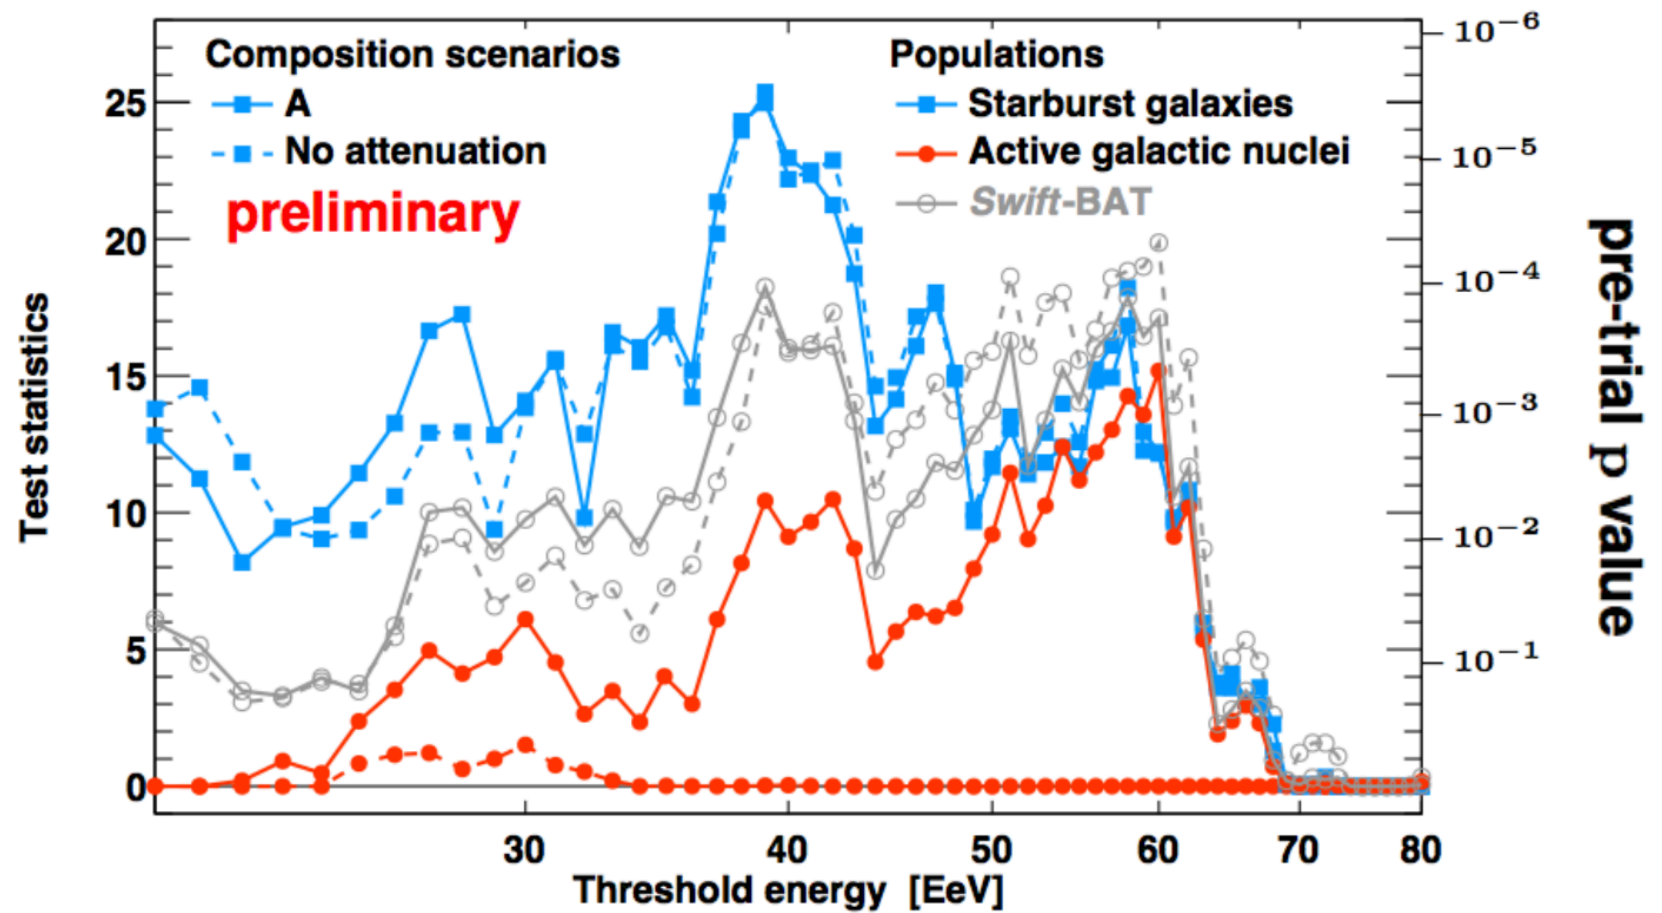 Composition scenarios
A
No attenuation
preliminary
Populations
Starburst galaxies
Active galactic nuclei
Swift-BAT
Test statistics
25
20
15
10
5
0
10⁻⁶
10⁻⁵
10⁻⁴
10⁻³
10⁻²
10⁻¹
pre-trial p value
30 40 50 60 70 80
Threshold energy [EeV]